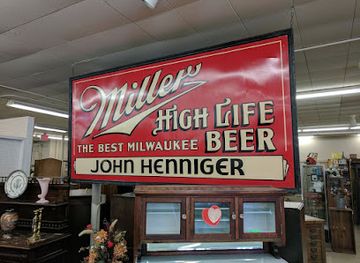 Miller
HIGH LIFE
THE BEST MILWAUKEE BEER
JOHN HENNIGER